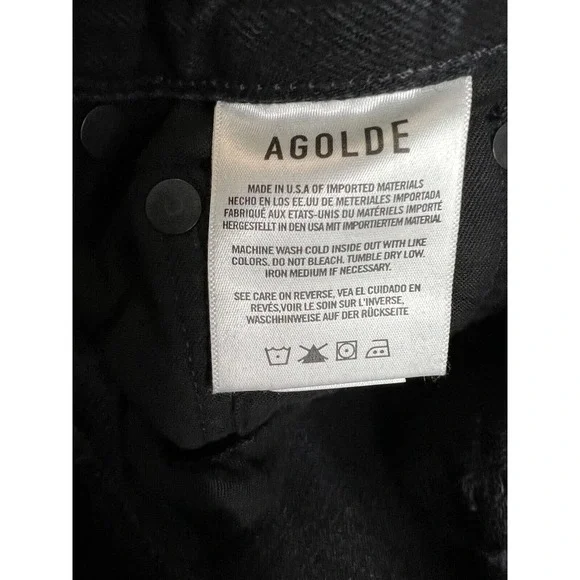 AGOLDE
MADE IN U.S.A OF IMPORTED MATERIALS
HECHO EN LOS EE.UU DE METERIALES IMPORTADA
FABRIQUÉ AUX ETATS-UNIS DU MATÉRIELS IMPORTÉ
HERGESTELLT IN DEN USA MIT IMPORTIERTEM MATERIAL
MACHINE WASH COLD INSIDE OUT WITH LIKE
COLORS. DO NOT BLEACH. TUMBLE DRY LOW.
IRON MEDIUM IF NECESSARY.
SEE CARE ON REVERSE, VEA EL CUIDADO EN
REVÉS,VOIR LE SOIN SUR L'INVERSE,
WASCHHINWEISE AUF DER RÜCKSEITE